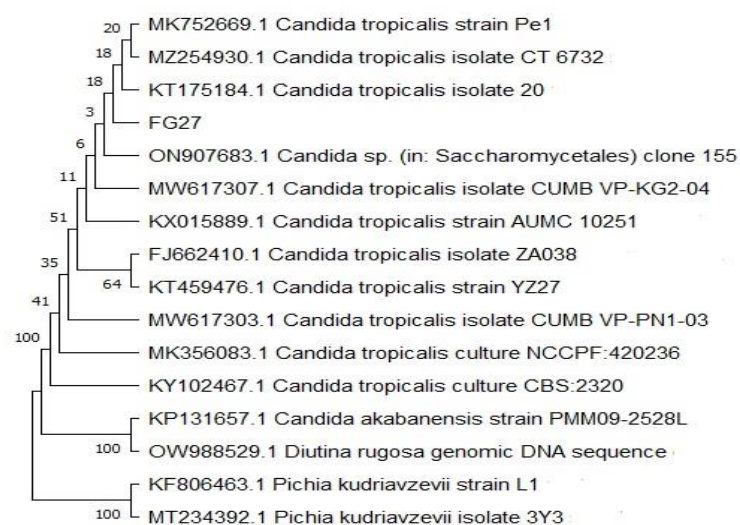 20
MK752669.1 Candida tropicalis strain Pe1
18
MZ254930.1 Candida tropicalis isolate CT 6732
18
KT175184.1 Candida tropicalis isolate 20
3
FG27
6
ON907683.1 Candida sp. (in: Saccharomycetales) clone 155
11
MW617307.1 Candida tropicalis isolate CUMB VP-KG2-04
51
KX015889.1 Candida tropicalis strain AUMC 10251
35
FJ662410.1 Candida tropicalis isolate ZA038
64
KT459476.1 Candida tropicalis strain YZ27
41
MW617303.1 Candida tropicalis isolate CUMB VP-PN1-03
100
MK356083.1 Candida tropicalis culture NCCPF:420236
KY102467.1 Candida tropicalis culture CBS:2320
KP131657.1 Candida akabanensis strain PMM09-2528L
100
OW988529.1 Diutina rugosa genomic DNA sequence
KF806463.1 Pichia kudriavzevii strain L1
100
MT234392.1 Pichia kudriavzevii isolate 3Y3